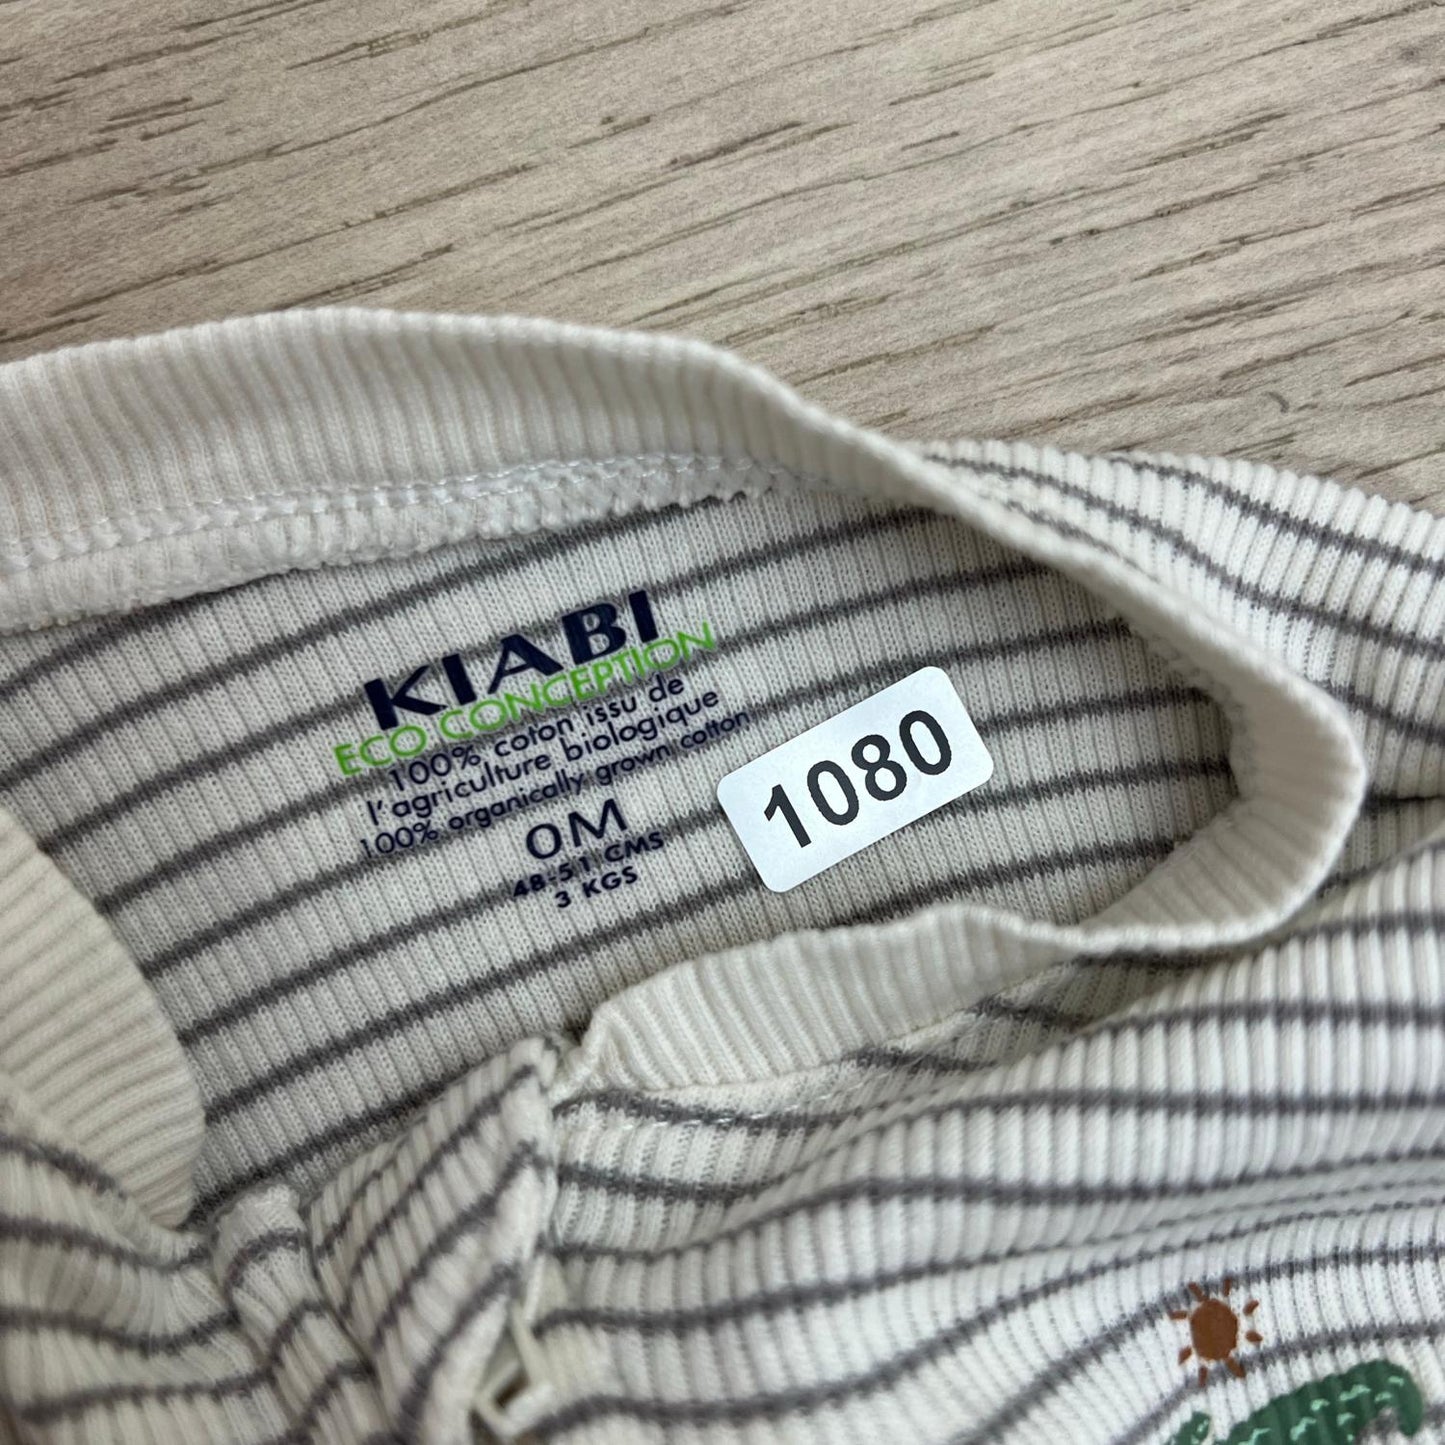 KIABI
ECO CONCEPTION
100% coton issu de
l'agriculture biologique
100% organically grown cotton
0M
48-51 CMS
3 KGS
1080